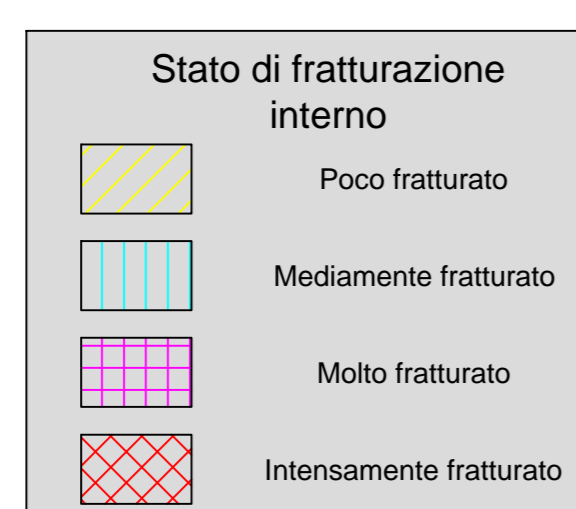 Stato di fratturazione
interno
Poco fratturato
Mediamente fratturato
Molto fratturato
Intensamente fratturato